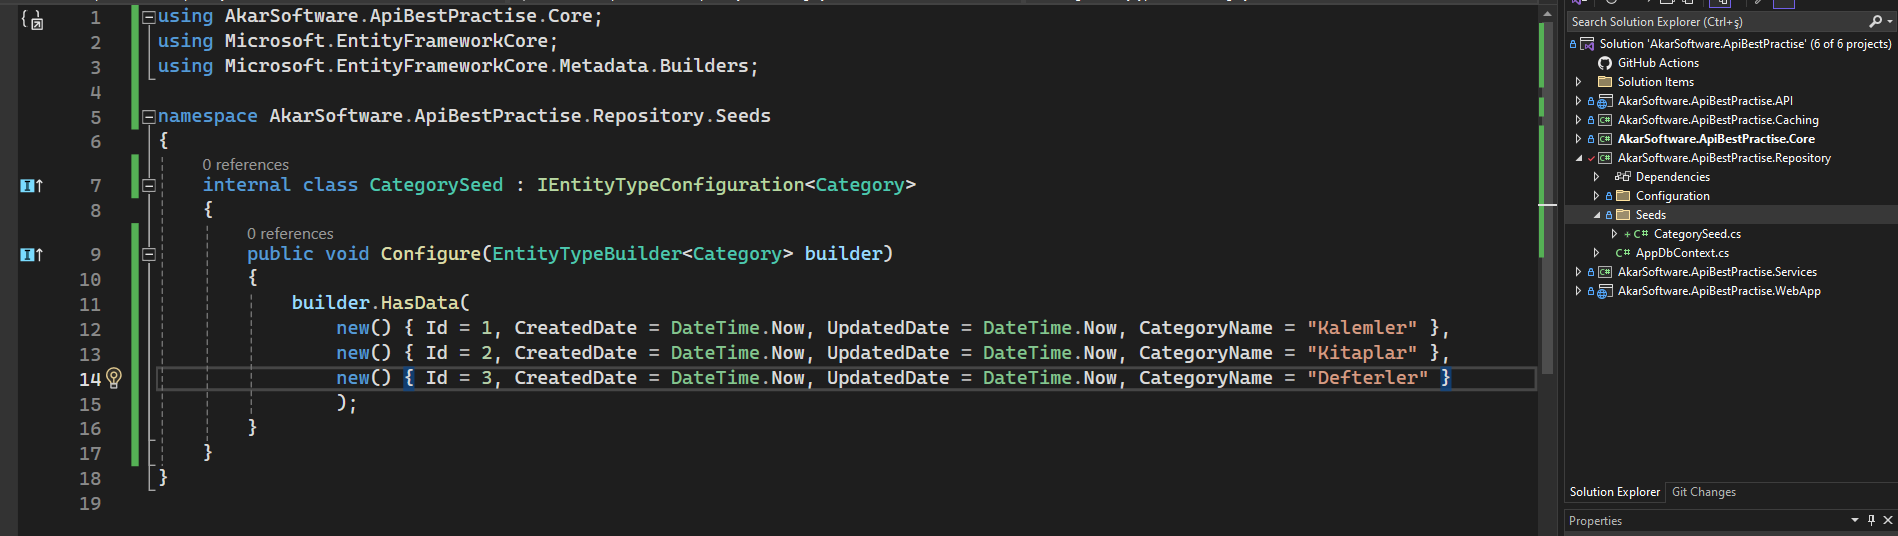 1 using AkarSoftware.ApiBestPractise.Core;
2 using Microsoft.EntityFrameworkCore;
3 using Microsoft.EntityFrameworkCore.Metadata.Builders;
4
5 namespace AkarSoftware.ApiBestPractise.Repository.Seeds
6 {
0 references
7 internal class CategorySeed : IEntityTypeConfiguration<Category>
8 {
0 references
9 public void Configure(EntityTypeBuilder<Category> builder)
10 {
11 builder.HasData(
12 new() { Id = 1, CreatedDate = DateTime.Now, UpdatedDate = DateTime.Now, CategoryName = "Kalemler" },
13 new() { Id = 2, CreatedDate = DateTime.Now, UpdatedDate = DateTime.Now, CategoryName = "Kitaplar" },
14 new() { Id = 3, CreatedDate = DateTime.Now, UpdatedDate = DateTime.Now, CategoryName = "Defterler" }
15 );
16 }
17 }
18 }
19
Search Solution Explorer (Ctrl+ş)
Solution 'AkarSoftware.ApiBestPractise' (6 of 6 projects)
GitHub Actions
Solution Items
AkarSoftware.ApiBestPractise.API
AkarSoftware.ApiBestPractise.Caching
AkarSoftware.ApiBestPractise.Core
AkarSoftware.ApiBestPractise.Repository
Dependencies
Configuration
Seeds
CategorySeed.cs
AppDbContext.cs
AkarSoftware.ApiBestPractise.Services
AkarSoftware.ApiBestPractise.WebApp
Solution Explorer Git Changes
Properties